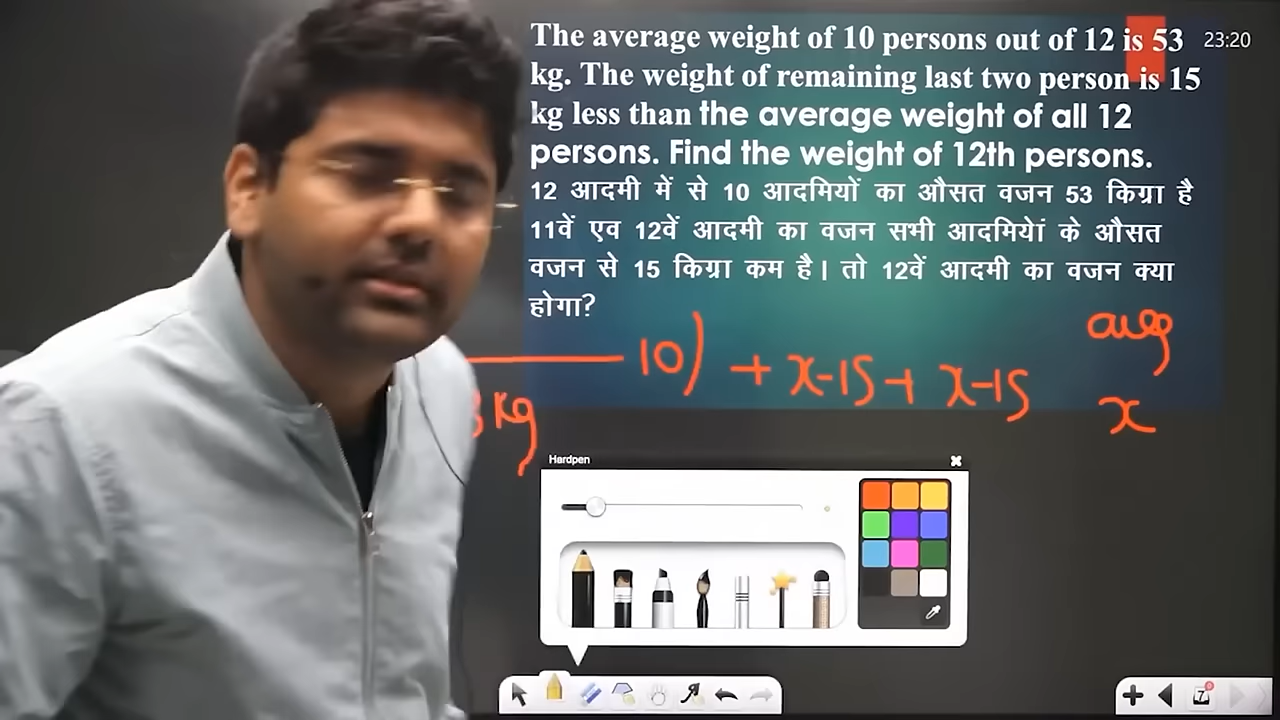 The average weight of 10 persons out of 12 is 53
23:20
kg. The weight of remaining last two person is 15
kg less than the average weight of all 12
persons. Find the weight of 12th persons.
12 आदमी में से 10 आदमियों का औसत वजन 53 किग्रा है
11वें एव 12वें आदमी का वजन सभी आदमियेां के औसत
वजन से 15 किग्रा कम है। तो 12वें आदमी का वजन क्या
होगा?
avg
10) + x-15 + x-15
x
kg
Hardpen
7